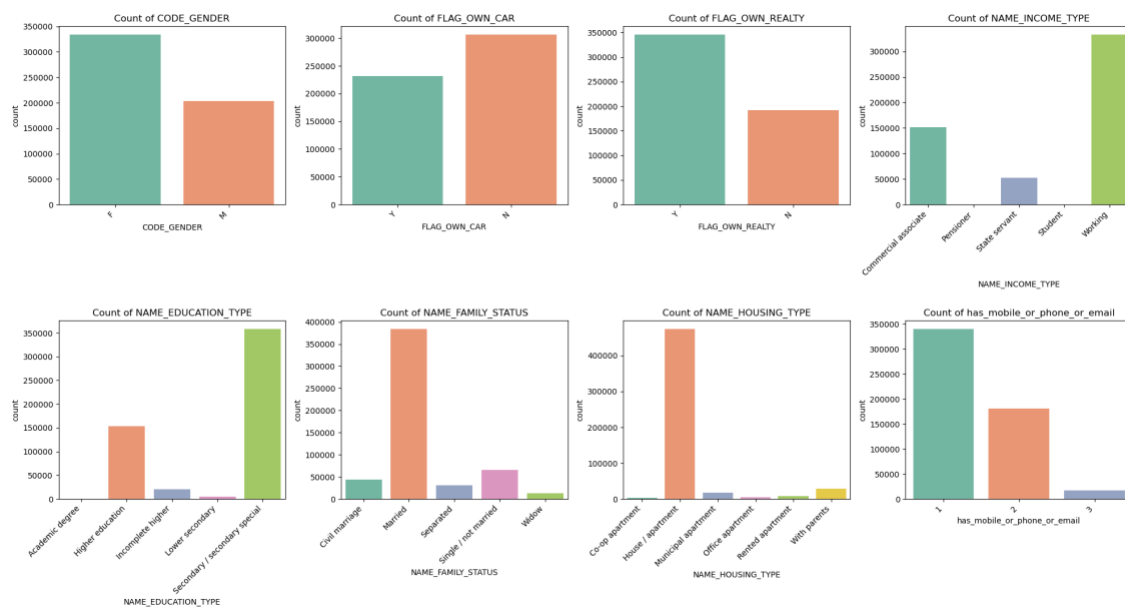 Count of CODE_GENDER
350000
300000
250000
200000
150000
100000
50000
0
count
F
M
CODE_GENDER
Count of FLAG_OWN_CAR
300000
250000
200000
150000
100000
50000
0
count
Y
N
FLAG_OWN_CAR
Count of FLAG_OWN_REALTY
350000
300000
250000
200000
150000
100000
50000
0
count
Y
N
FLAG_OWN_REALTY
Count of NAME_INCOME_TYPE
300000
250000
200000
150000
100000
50000
0
count
Commercial associate
Pensioner
State servant
Student
Working
NAME_INCOME_TYPE
Count of NAME_EDUCATION_TYPE
350000
300000
250000
200000
150000
100000
50000
0
count
Academic degree
Higher education
Incomplete higher
Lower secondary
Secondary / secondary special
NAME_EDUCATION_TYPE
Count of NAME_FAMILY_STATUS
400000
350000
300000
250000
200000
150000
100000
50000
0
count
Civil marriage
Married
Separated
Single / not married
Widow
NAME_FAMILY_STATUS
Count of NAME_HOUSING_TYPE
400000
300000
200000
100000
0
count
Co-op apartment
House / apartment
Municipal apartment
Office apartment
Rented apartment
With parents
NAME_HOUSING_TYPE
Count of has_mobile_or_phone_or_email
350000
300000
250000
200000
150000
100000
50000
0
count
1
2
3
has_mobile_or_phone_or_email